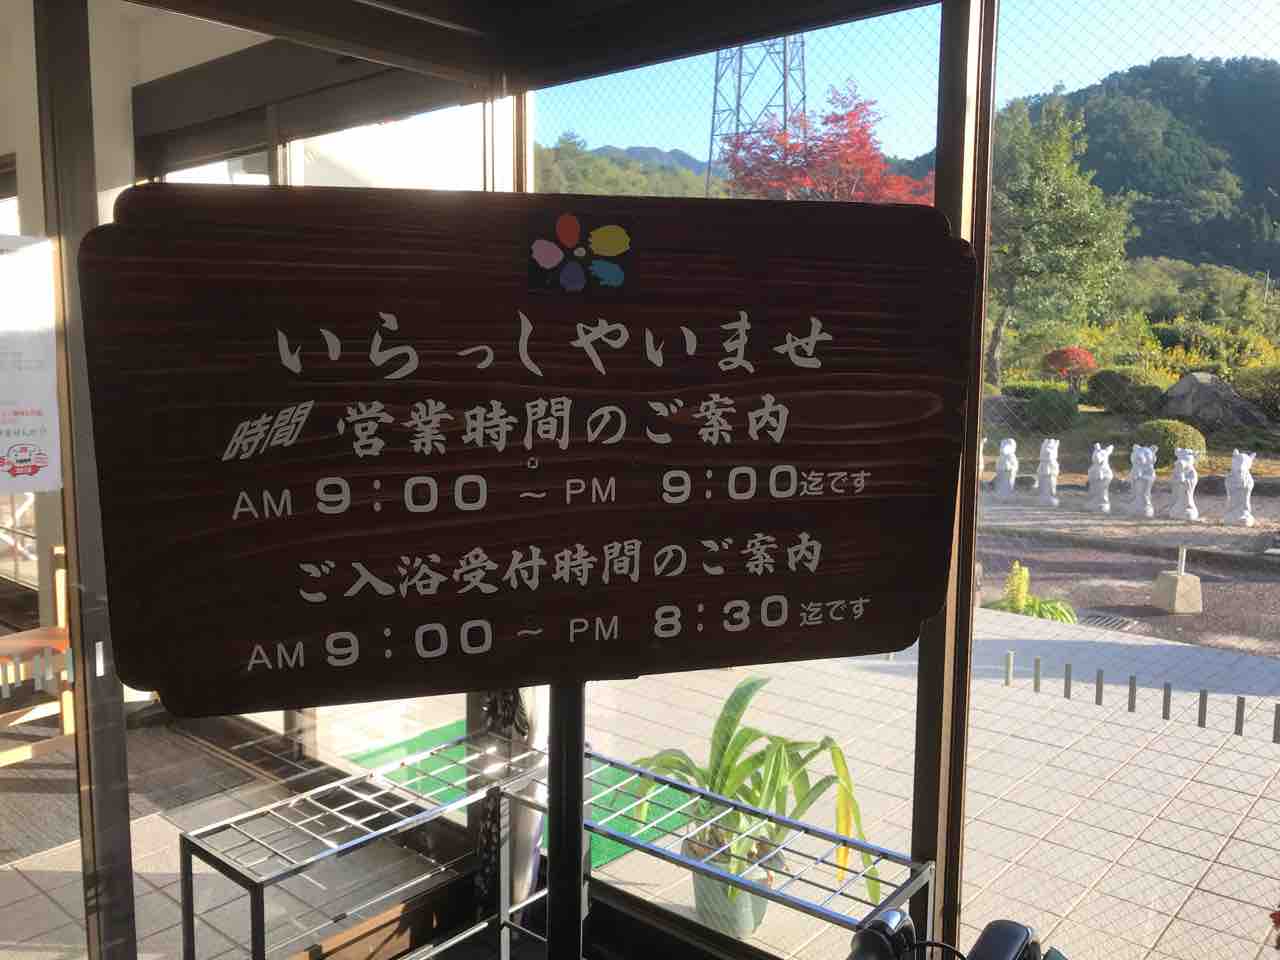 いらっしやいませ
時間 営業時間のご案内
AM 9:00 ~ PM 9:00迄です
ご入浴受付時間のご案内
AM 9:00 ~ PM 8:30迄です